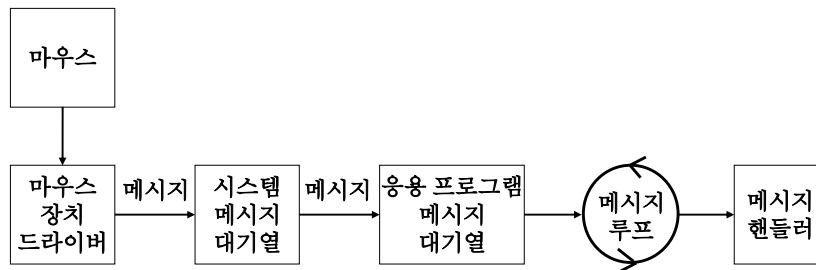 마우스
마우스
장치
드라이버
메시지
시스템
메시지
대기열
메시지
응용 프로그램
메시지
대기열
메시지
루프
메시지
핸들러